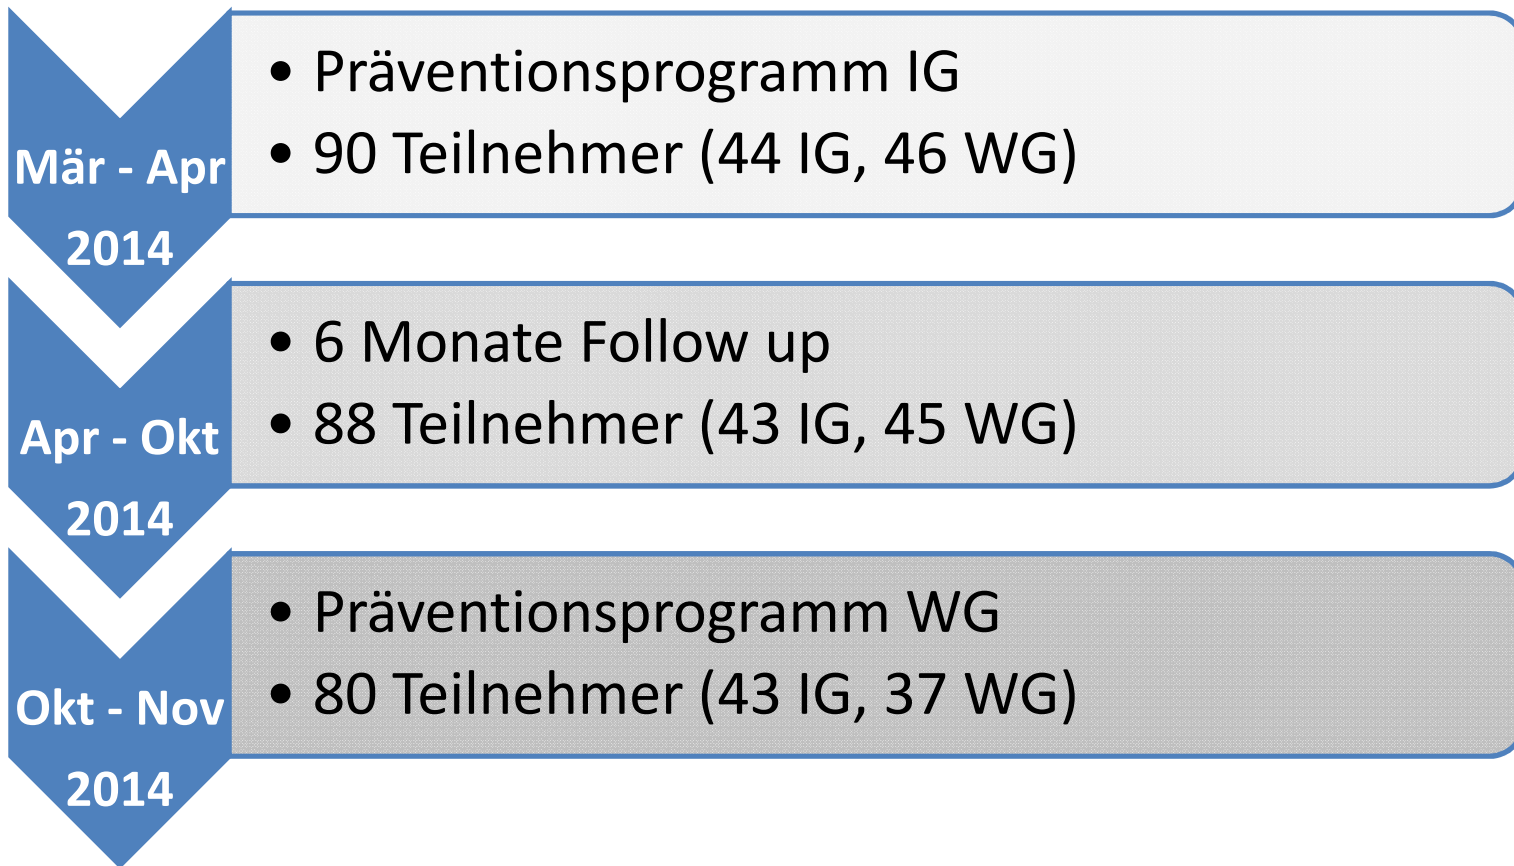 Mär - Apr
2014
• Präventionsprogramm IG
• 90 Teilnehmer (44 IG, 46 WG)
Apr - Okt
2014
• 6 Monate Follow up
• 88 Teilnehmer (43 IG, 45 WG)
Okt - Nov
2014
• Präventionsprogramm WG
• 80 Teilnehmer (43 IG, 37 WG)